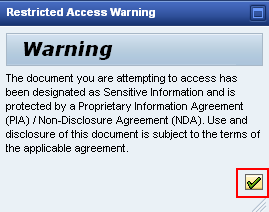 Restricted Access Warning
Warning
The document you are attempting to access has
been designated as Sensitive Information and is
protected by a Proprietary Information Agreement
(PIA) / Non-Disclosure Agreement (NDA). Use and
disclosure of this document is subject to the terms of
the applicable agreement.